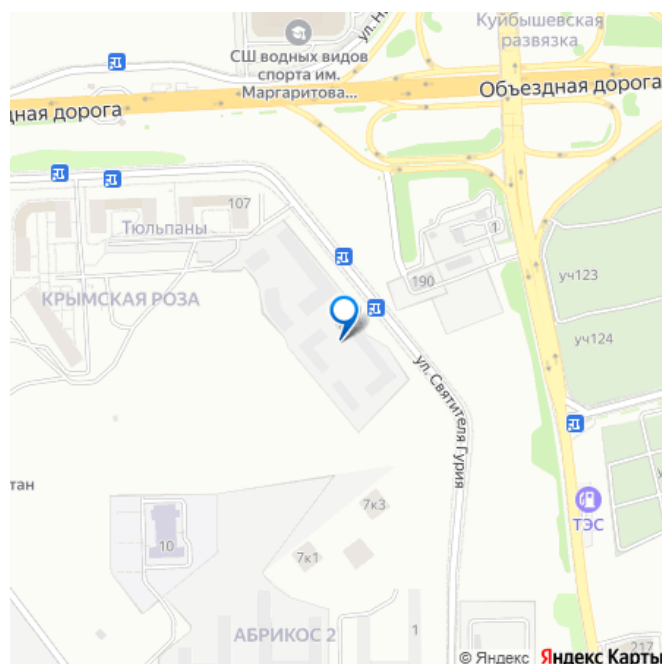 Куйбышевская
развязка
ул. Н
СШ водных видов
спорта им.
Маргаритова...
Объездная дорога
дная дорога
107
Тюльпаны
1
190
уч123
КРЫМСКАЯ РОЗА
уч124
ул. Святителя Гурия
тан
7к3
ТЭС
10
7к1
АБРИКОС 2
1
217
© Яндекс Яндекс Карты